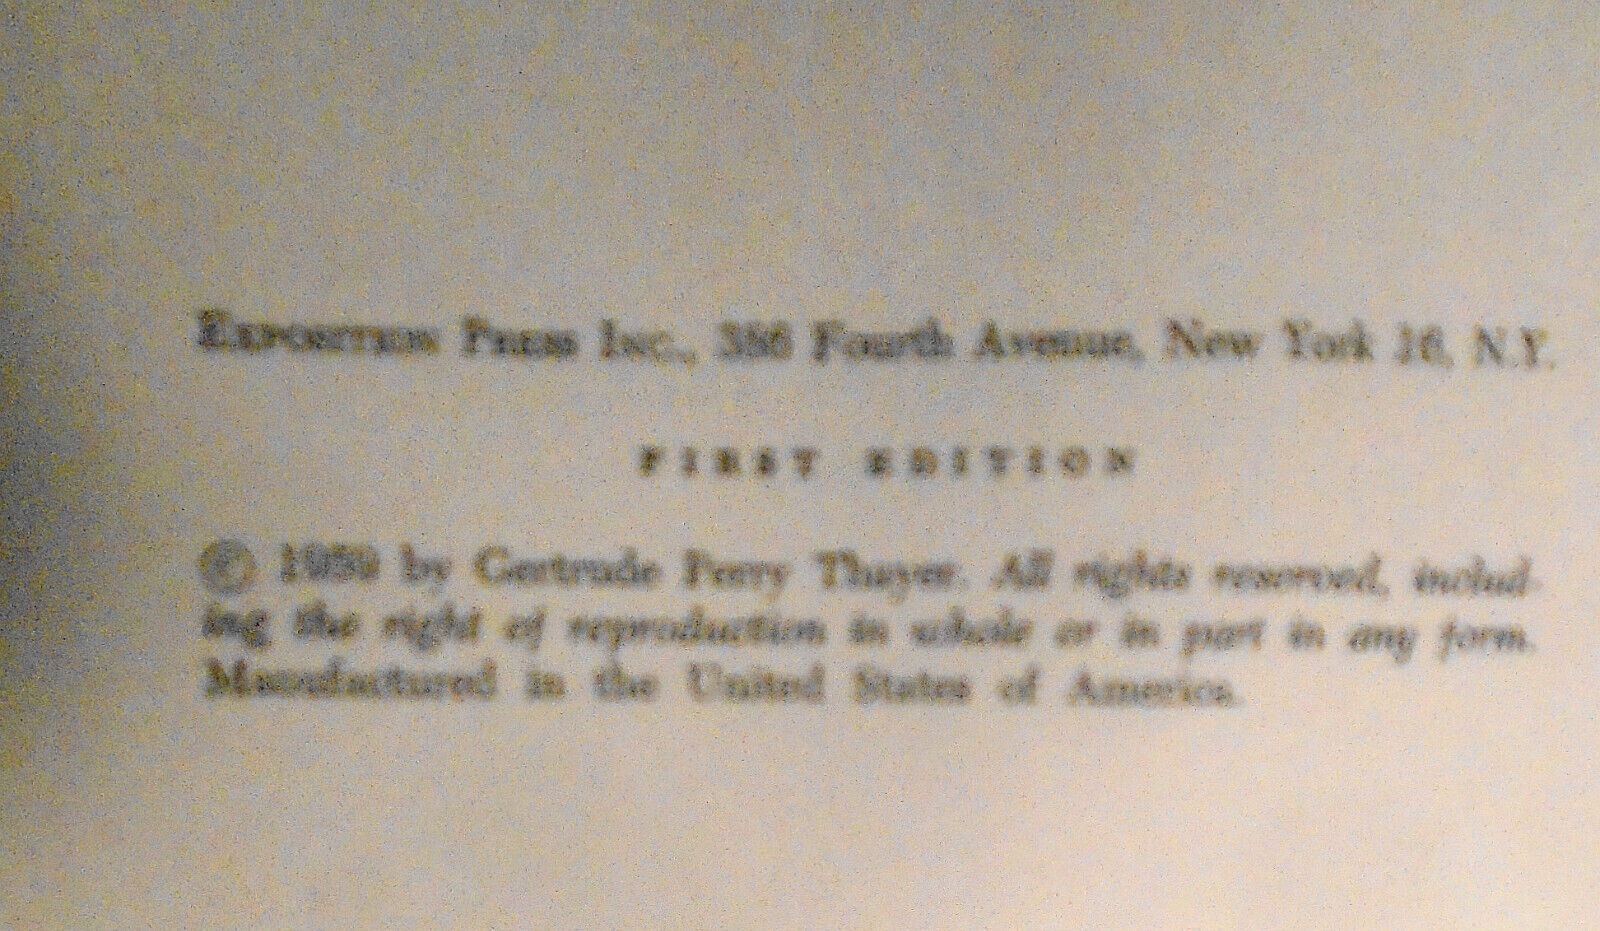 EXPOSITION PRESS INC., 386 Fourth Avenue, New York 16, N.Y.
FIRST EDITION
© by Gertrude Perry Thayer. All rights reserved, includ-
ing the right of reproduction in whole or in part in any form.
Manufactured in the United States of America.